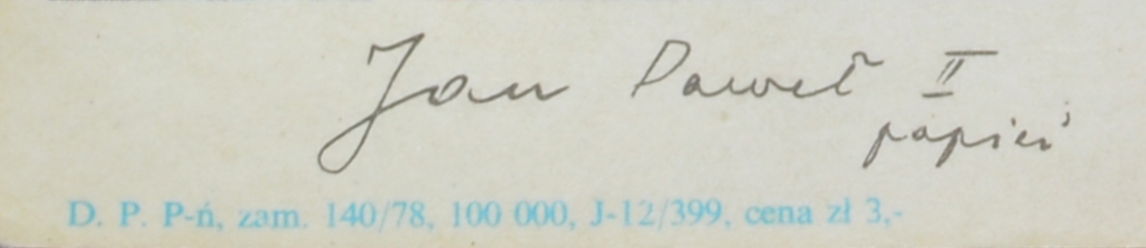 Jan Paweł II
papież
D. P. P-ń, zam. 140/78, 100 000, J-12/399, cena zł 3,-